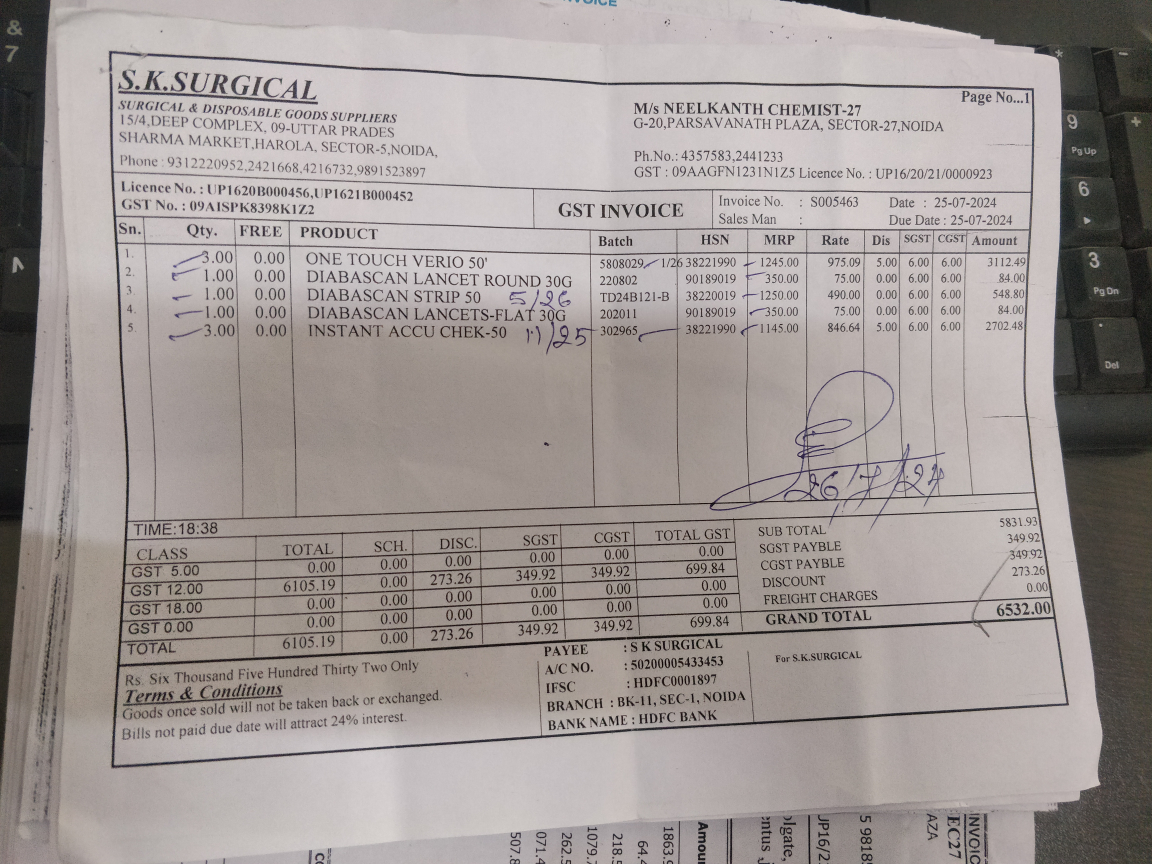 INVOICE
S.K.SURGICAL
SURGICAL & DISPOSABLE GOODS SUPPLIERS
15/4,DEEP COMPLEX, 09-UTTAR PRADES
SHARMA MARKET,HAROLA, SECTOR-5,NOIDA,
Phone : 9312220952,2421668,4216732,9891523897
Page No...1
M/s NEELKANTH CHEMIST-27
G-20,PARSAVANATH PLAZA, SECTOR-27,NOIDA
Ph.No.: 4357583,2441233
GST : 09AAGFN1231N1Z5 Licence No. : UP16/20/21/0000923
Licence No. : UP1620B000456,UP1621B000452
GST No. : 09AISPK8398K1Z2
GST INVOICE
Invoice No. : S005463 Date : 25-07-2024
Sales Man : Due Date : 25-07-2024
Sn. Qty. FREE PRODUCT Batch HSN MRP Rate Dis SGST CGST Amount
1. 3.00 0.00 ONE TOUCH VERIO 50' 5808029 1/26 38221990 1245.00 975.09 5.00 6.00 6.00 3112.49
2. 1.00 0.00 DIABASCAN LANCET ROUND 30G 220802 90189019 350.00 75.00 0.00 6.00 6.00 84.00
3. 1.00 0.00 DIABASCAN STRIP 50 5/26 TD24B121-B 38220019 1250.00 490.00 0.00 6.00 6.00 548.80
4. 1.00 0.00 DIABASCAN LANCETS-FLAT 30G 202011 90189019 350.00 75.00 0.00 6.00 6.00 84.00
5. 3.00 0.00 INSTANT ACCU CHEK-50 11/25 302965 38221990 1145.00 846.64 5.00 6.00 6.00 2702.48
26/7/24
TIME:18:38
CLASS TOTAL SCH. DISC. SGST CGST TOTAL GST
GST 5.00 0.00 0.00 0.00 0.00 0.00 0.00
GST 12.00 6105.19 0.00 273.26 349.92 349.92 699.84
GST 18.00 0.00 0.00 0.00 0.00 0.00 0.00
GST 0.00 0.00 0.00 0.00 0.00 0.00 0.00
TOTAL 6105.19 0.00 273.26 349.92 349.92 699.84
SUB TOTAL 5831.93
SGST PAYBLE 349.92
CGST PAYBLE 349.92
DISCOUNT 273.26
FREIGHT CHARGES 0.00
GRAND TOTAL 6532.00
Rs. Six Thousand Five Hundred Thirty Two Only
Terms & Conditions
Goods once sold will not be taken back or exchanged.
Bills not paid due date will attract 24% interest.
PAYEE : S K SURGICAL
A/C NO. : 50200005433453
IFSC : HDFC0001897
BRANCH : BK-11, SEC-1, NOIDA
BANK NAME : HDFC BANK
For S.K.SURGICAL
&
7
9
Pg Up
+
6
3
Pg Dn
Del